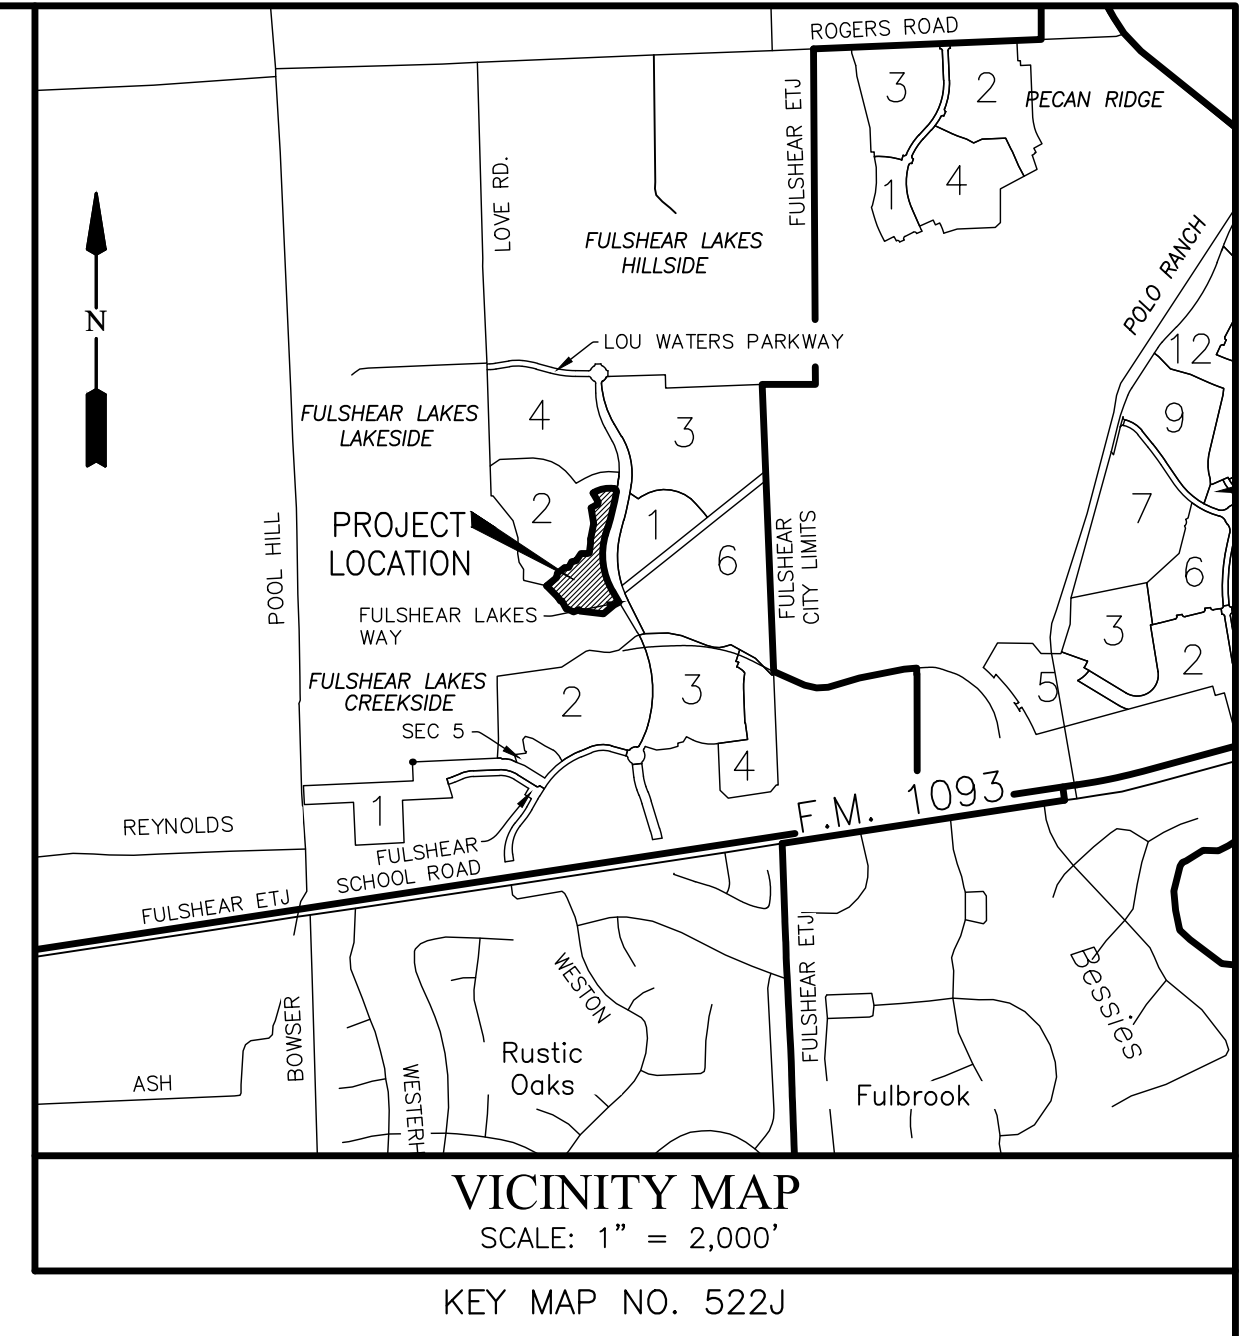 ROGERS ROAD
3
2
PECAN RIDGE
FULSHEAR ETJ
1
4
LOVE RD.
FULSHEAR LAKES
HILLSIDE
POLO RANCH
N
LOU WATERS PARKWAY
12
FULSHEAR LAKES
LAKESIDE
4
3
9
2
1
7
PROJECT
LOCATION
POOL HILL
FULSHEAR
CITY LIMITS
6
6
FULSHEAR LAKES
WAY
3
2
FULSHEAR LAKES
CREEKSIDE
2
3
5
SEC 5
4
1
F.M. 1093
REYNOLDS
FULSHEAR
SCHOOL ROAD
FULSHEAR ETJ
WESTON
FULSHEAR ETJ
Bessies
BOWSER
Rustic
Oaks
ASH
WESTERH
Fulbrook
VICINITY MAP
SCALE: 1" = 2,000'
KEY MAP NO. 522J